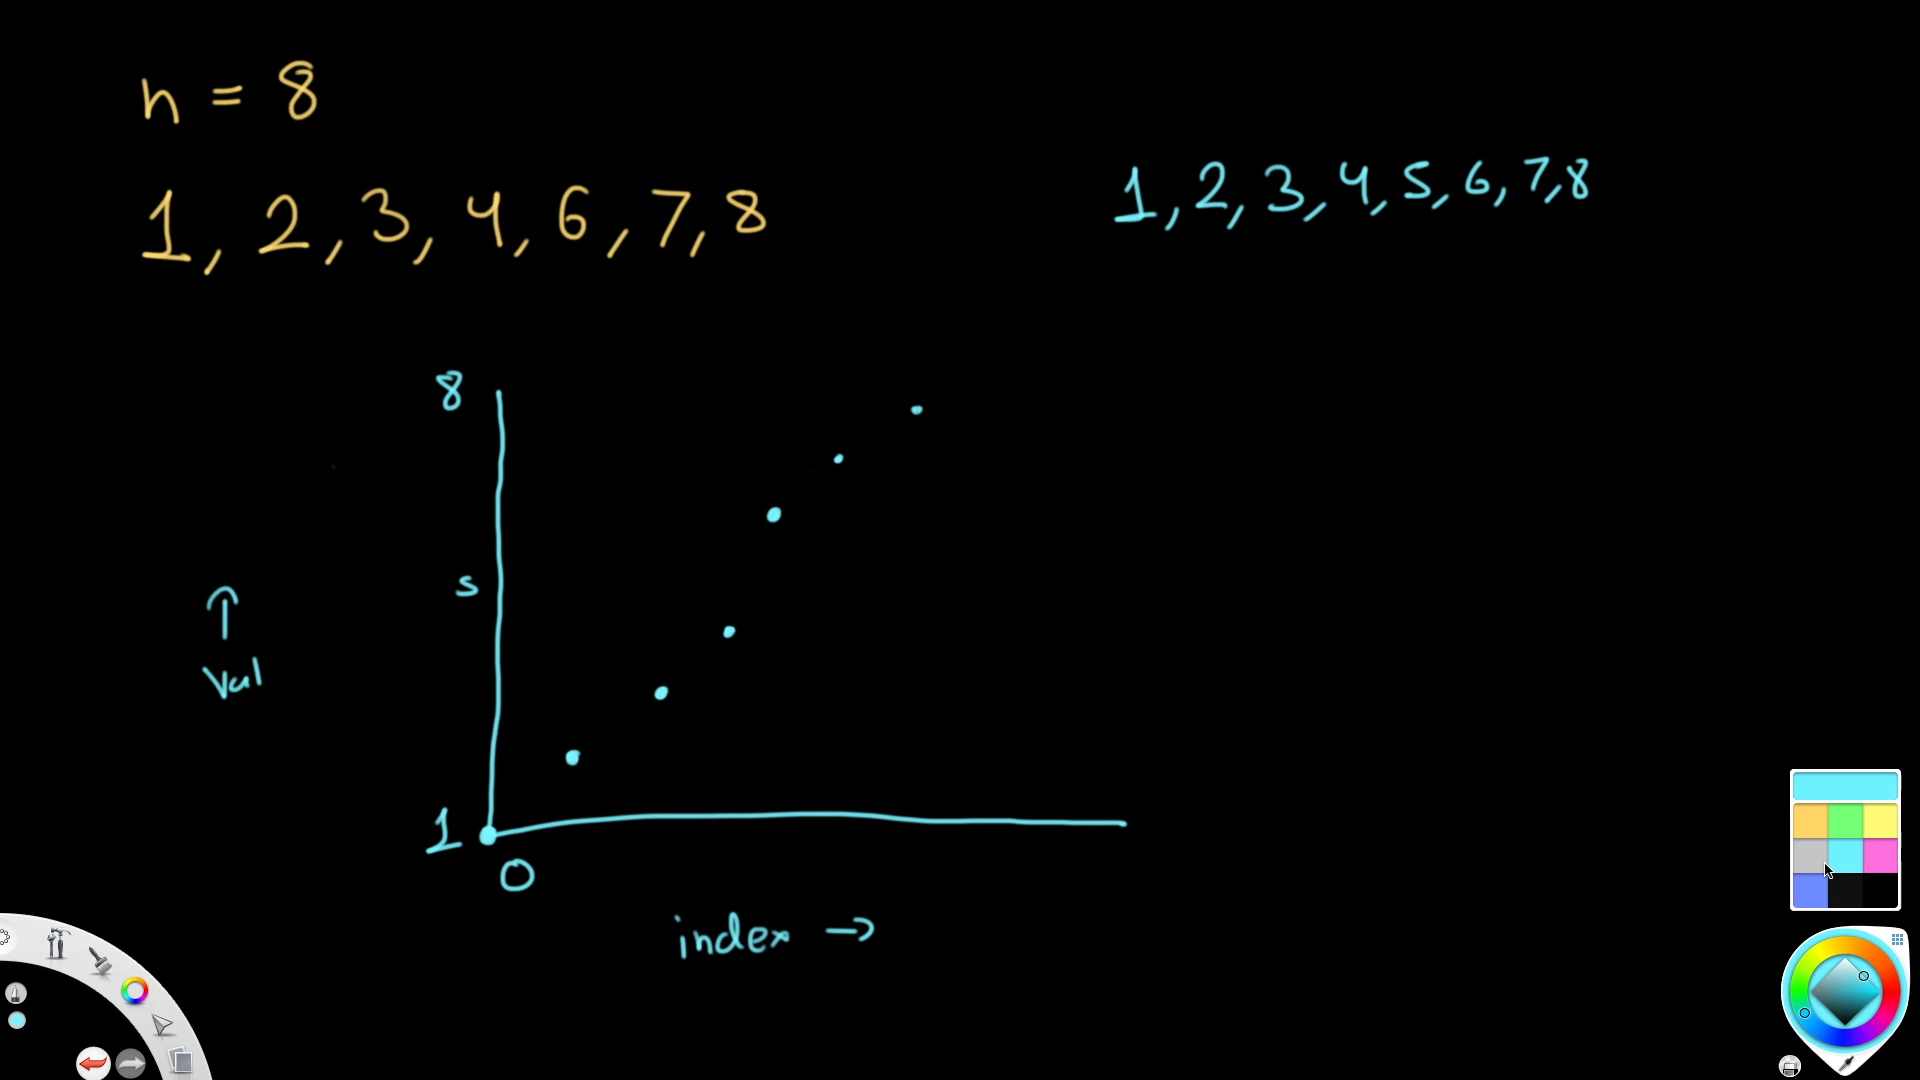 n = 8
1, 2, 3, 4, 6, 7, 8
1, 2, 3, 4, 5, 6, 7, 8
8
5
Val
1
0
index →